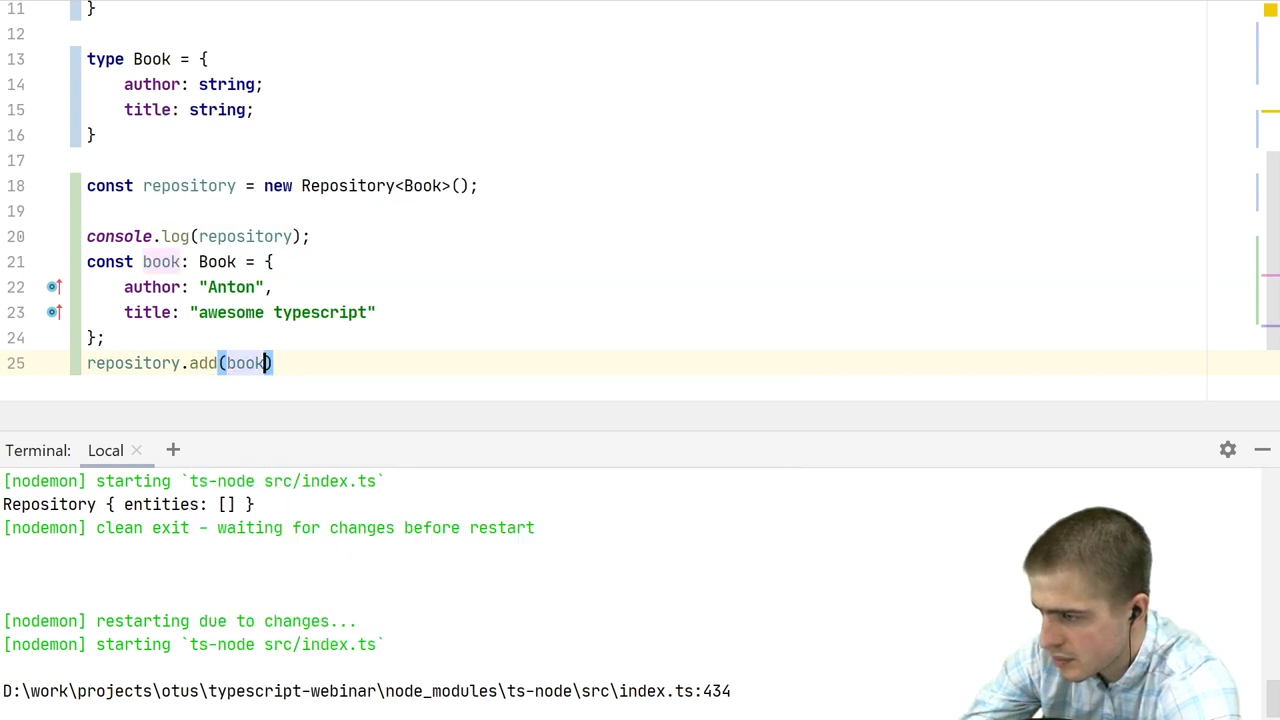 11 }
12
13 type Book = {
14 author: string;
15 title: string;
16 }
17
18 const repository = new Repository<Book>();
19
20 console.log(repository);
21 const book: Book = {
22 author: "Anton",
23 title: "awesome typescript"
24 };
25 repository.add(book)
Terminal: Local × +
[nodemon] starting `ts-node src/index.ts`
Repository { entities: [] }
[nodemon] clean exit - waiting for changes before restart
[nodemon] restarting due to changes...
[nodemon] starting `ts-node src/index.ts`
D:\work\projects\otus\typescript-webinar\node_modules\ts-node\src\index.ts:434